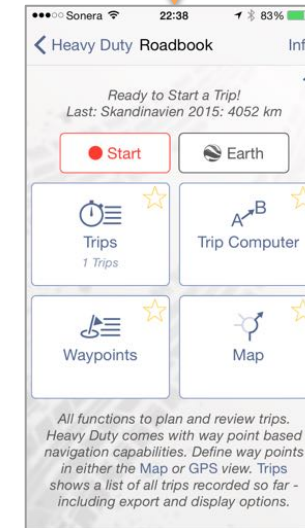 Sonera 22:38 83%
Heavy Duty Roadbook
Ready to Start a Trip!
Last: Skandinavien 2015: 4052 km
Start Earth
Trips Trip Computer
1 Trips
Waypoints Map
All functions to plan and review trips.
Heavy Duty comes with way point based
navigation capabilities. Define way points
in either the Map or GPS view. Trips
shows a list of all trips recorded so far -
including export and display options.